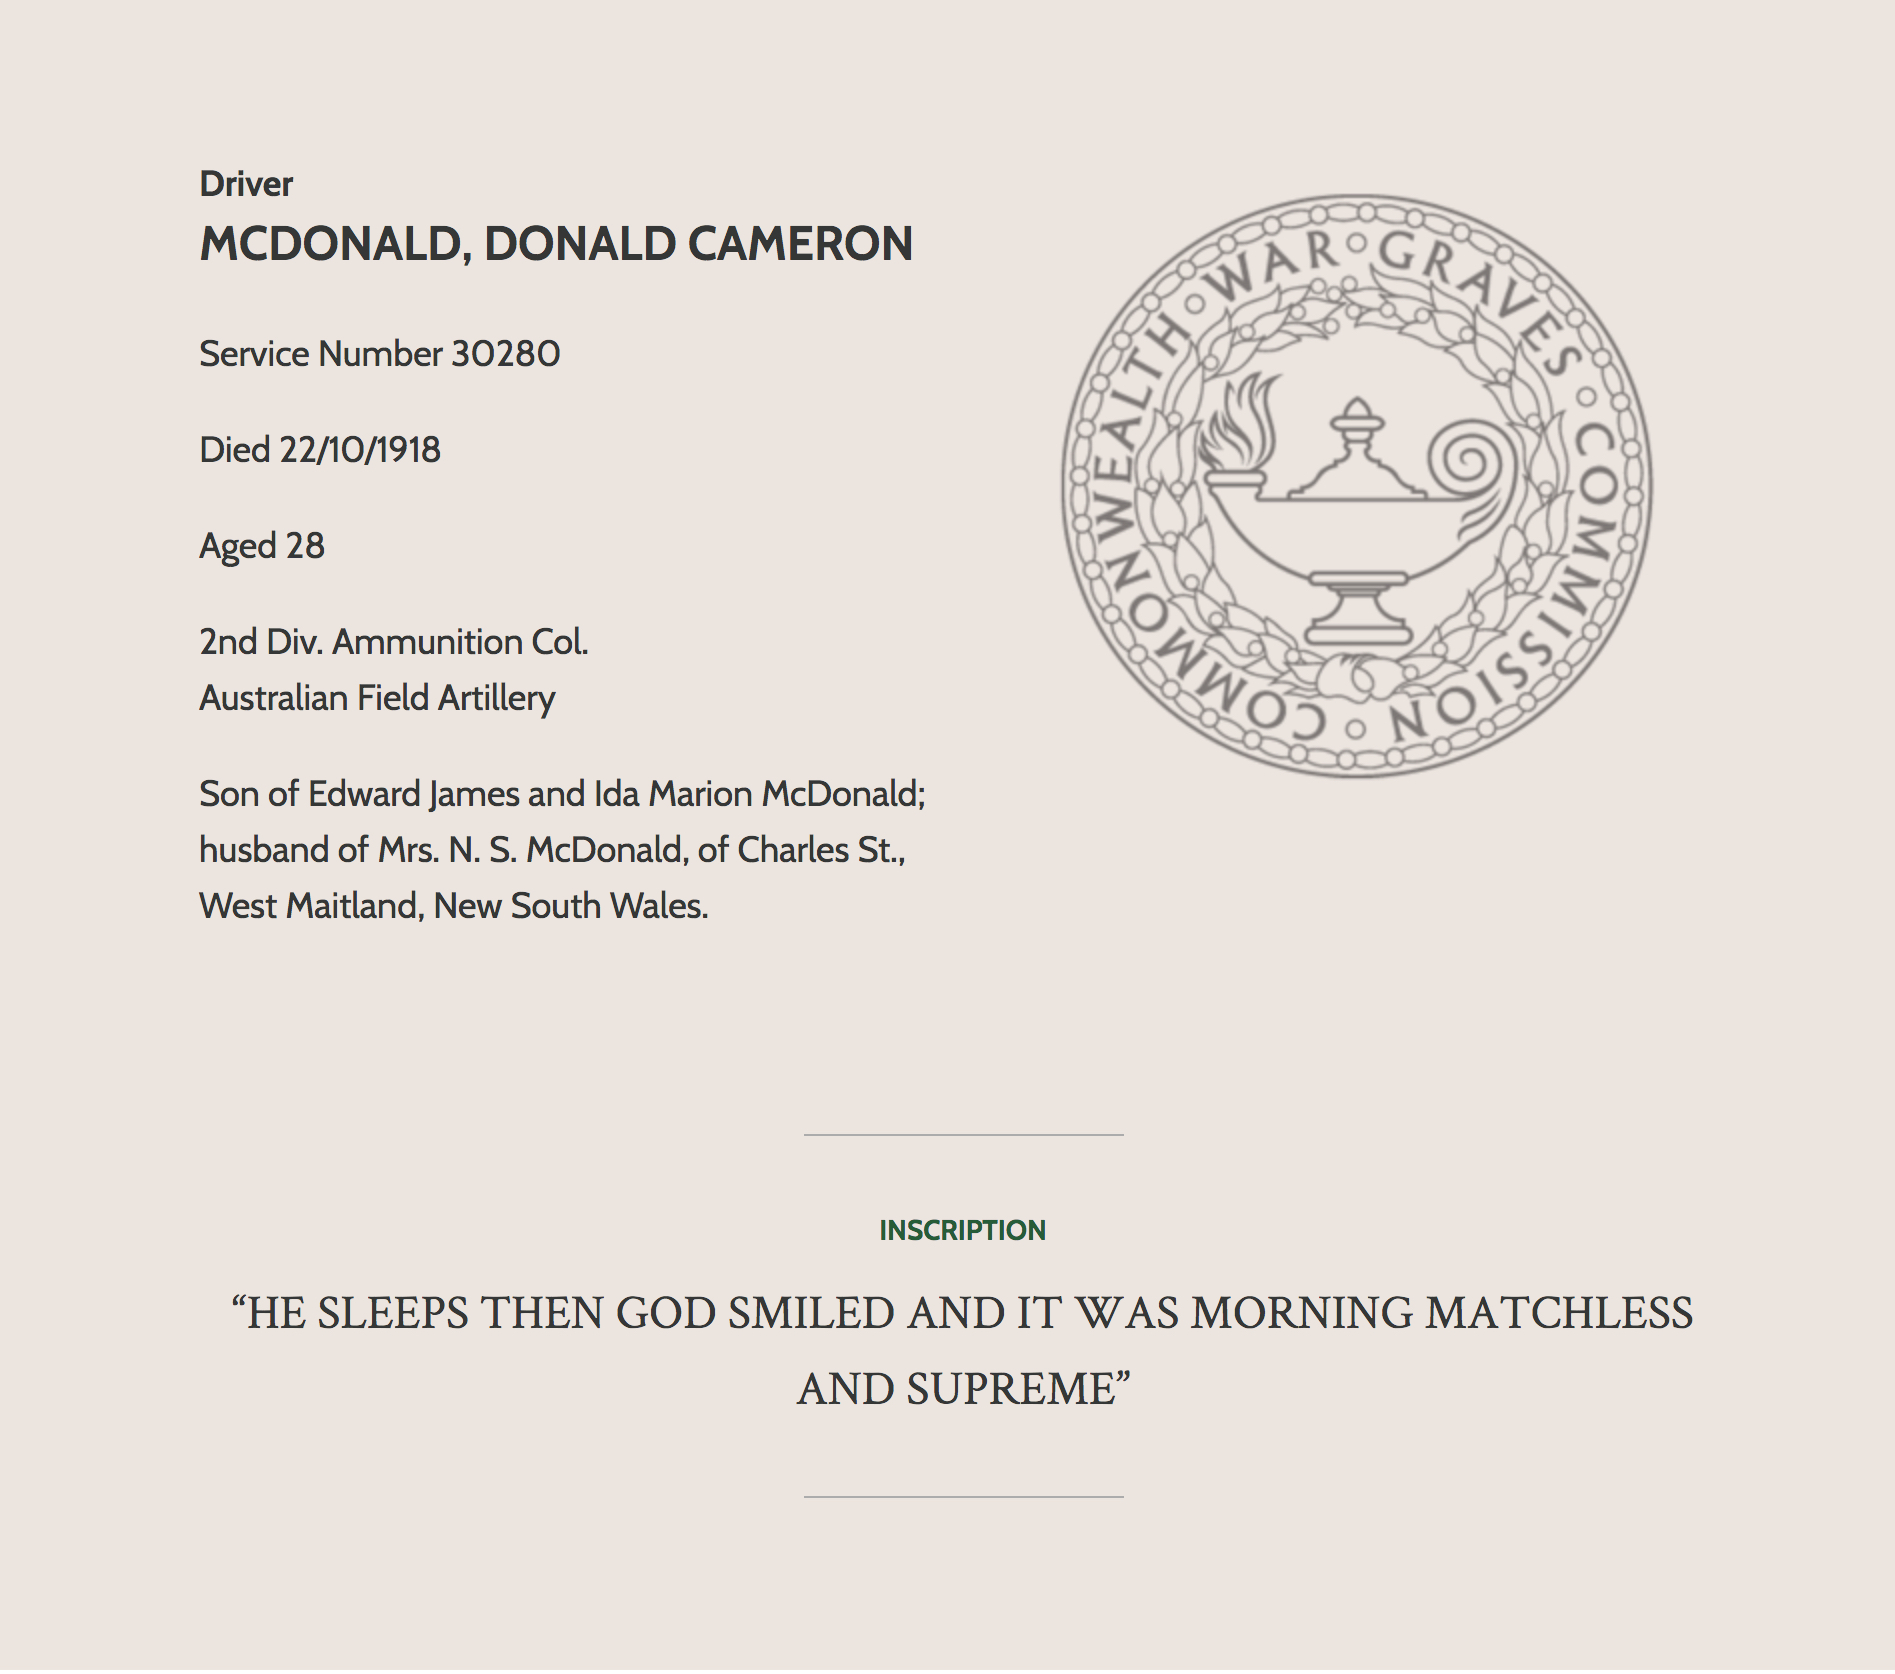 Driver
MCDONALD, DONALD CAMERON
COMMONWEALTH · WAR · GRAVES · COMMISSION ·
Service Number 30280
Died 22/10/1918
Aged 28
2nd Div. Ammunition Col.
Australian Field Artillery
Son of Edward James and Ida Marion McDonald;
husband of Mrs. N. S. McDonald, of Charles St.,
West Maitland, New South Wales.
INSCRIPTION
“HE SLEEPS THEN GOD SMILED AND IT WAS MORNING MATCHLESS
AND SUPREME”